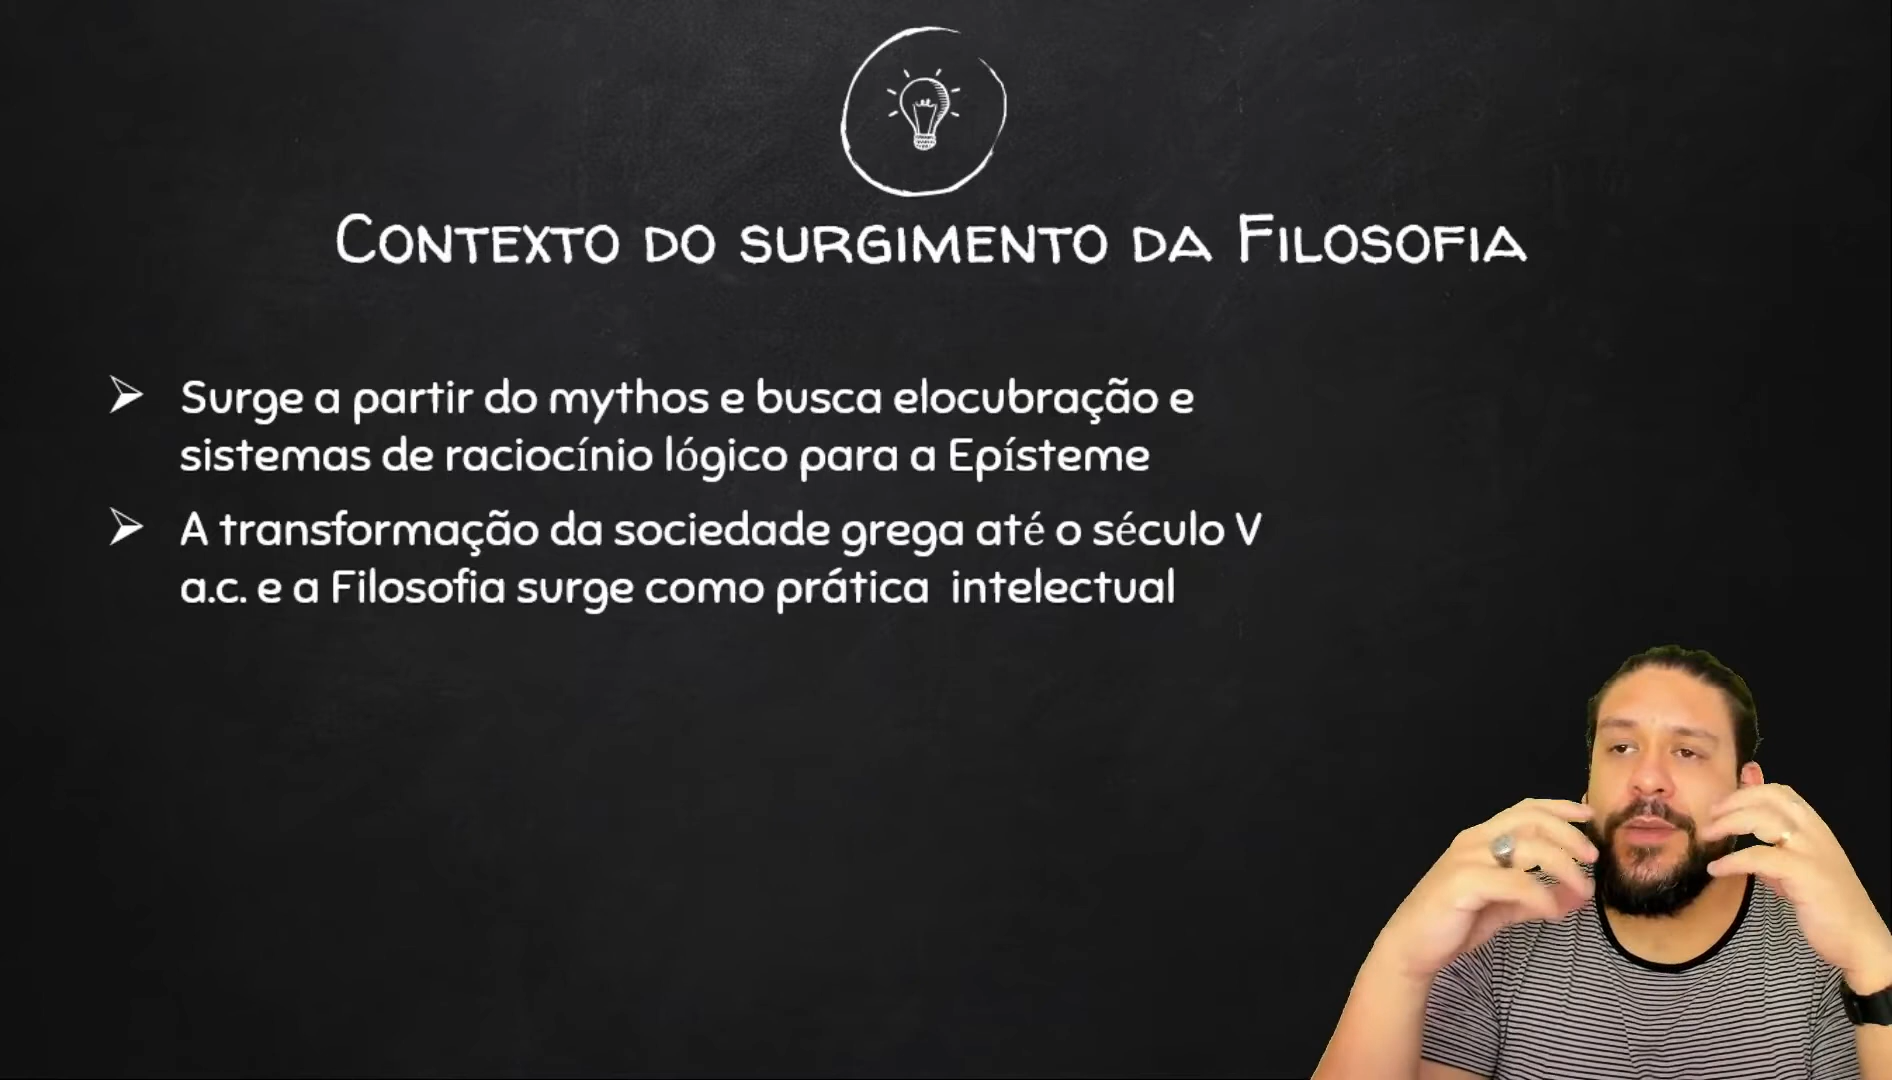 Contexto do surgimento da Filosofia
Surge a partir do mythos e busca elocubração e
sistemas de raciocínio lógico para a Epísteme
A transformação da sociedade grega até o século V
a.c. e a Filosofia surge como prática  intelectual